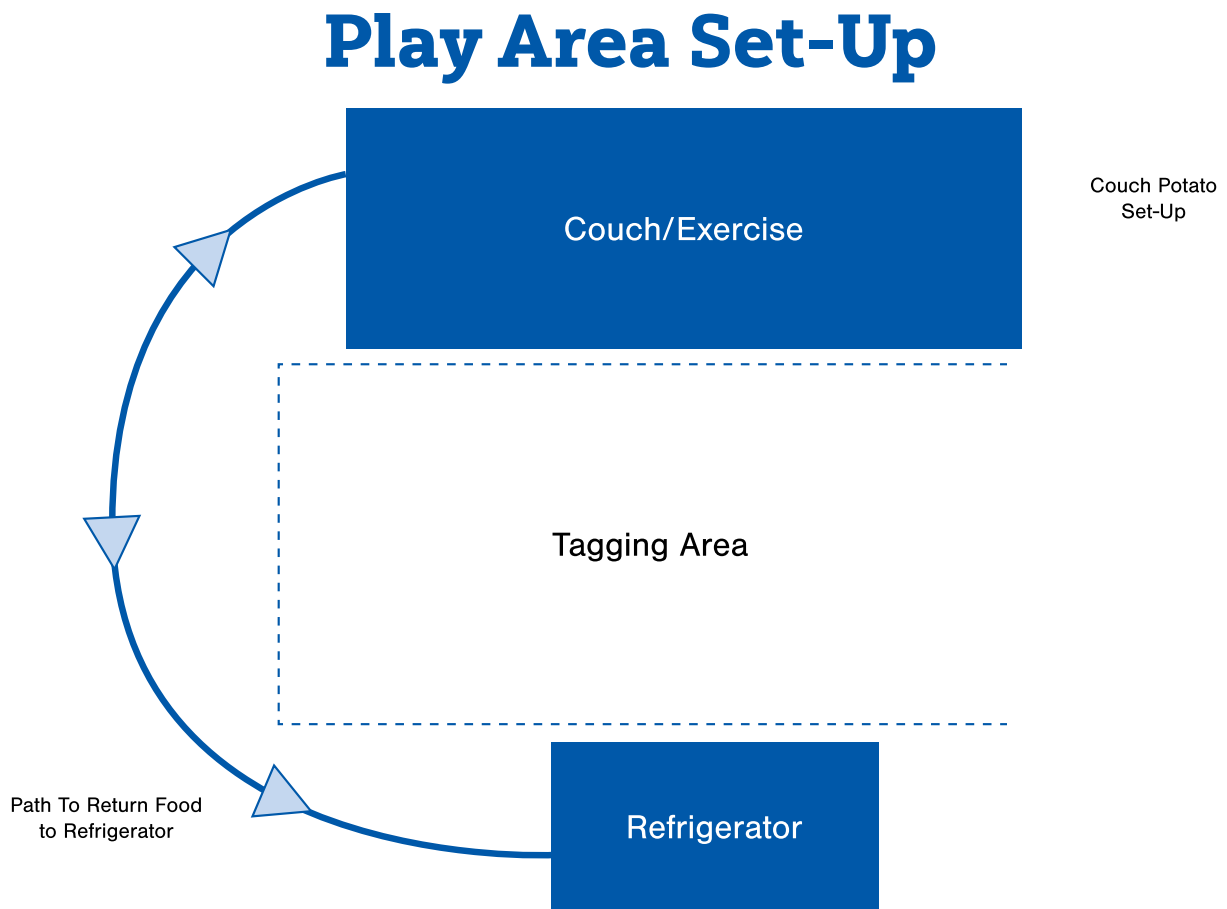 Play Area Set-Up
Couch Potato
Set-Up
Couch/Exercise
Tagging Area
Path To Return Food
to Refrigerator
Refrigerator